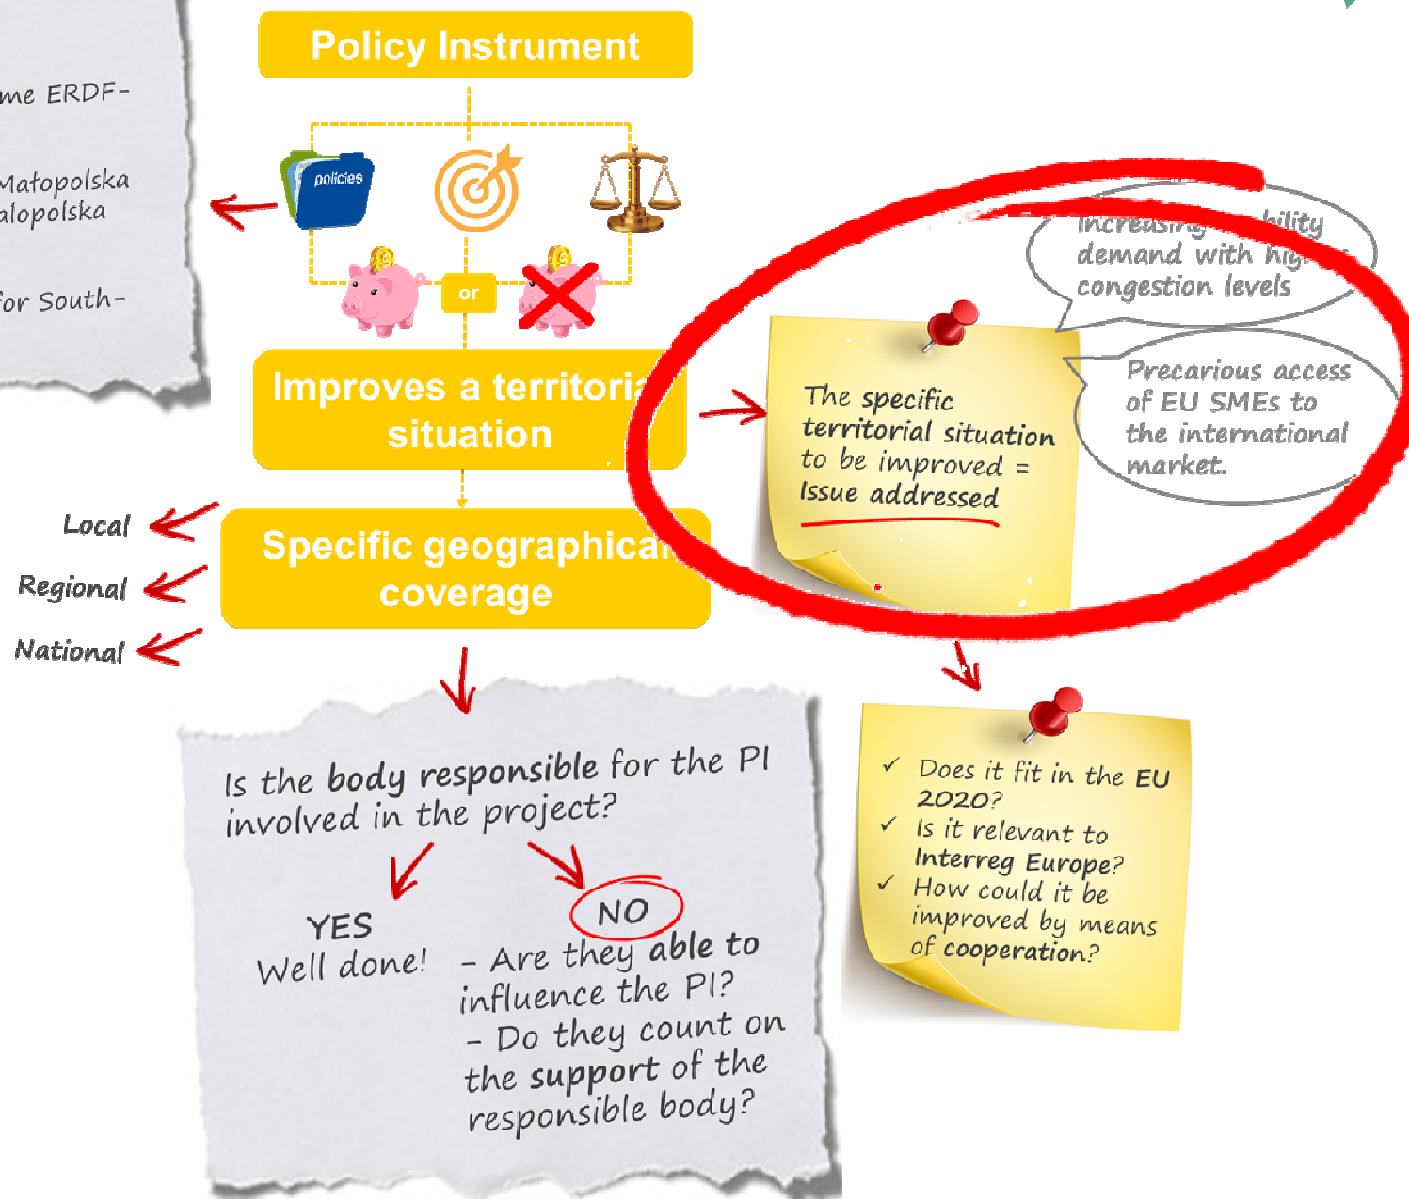 Policy Instrument
me ERDF-
Małopolska
alopolska
for South-
policies
or
Improves a territorial
situation
Specific geographical
coverage
Local
Regional
National
Increasing
demand with
congestion levels
Precarious access
of EU SMEs to
the international
market.
The specific
territorial situation
to be improved =
Issue addressed
Is the body responsible for the PI
involved in the project?
YES
Well done!
NO
- Are they able to
influence the PI?
- Do they count on
the support of the
responsible body?
✓ Does it fit in the EU
2020?
✓ Is it relevant to
Interreg Europe?
✓ How could it be
improved by means
of cooperation?